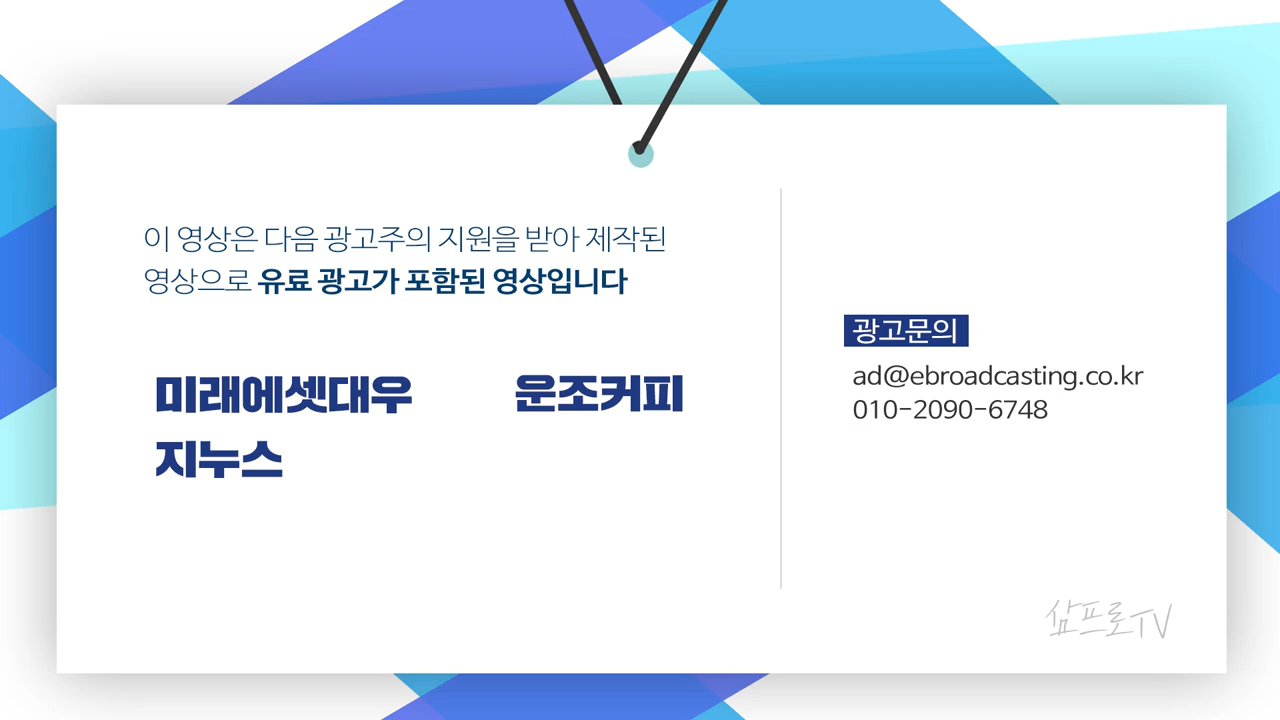 이 영상은 다음 광고주의 지원을 받아 제작된
영상으로 유료 광고가 포함된 영상입니다
미래에셋대우 운조커피
지누스
광고문의
ad@ebroadcasting.co.kr
010-2090-6748
삼프로TV